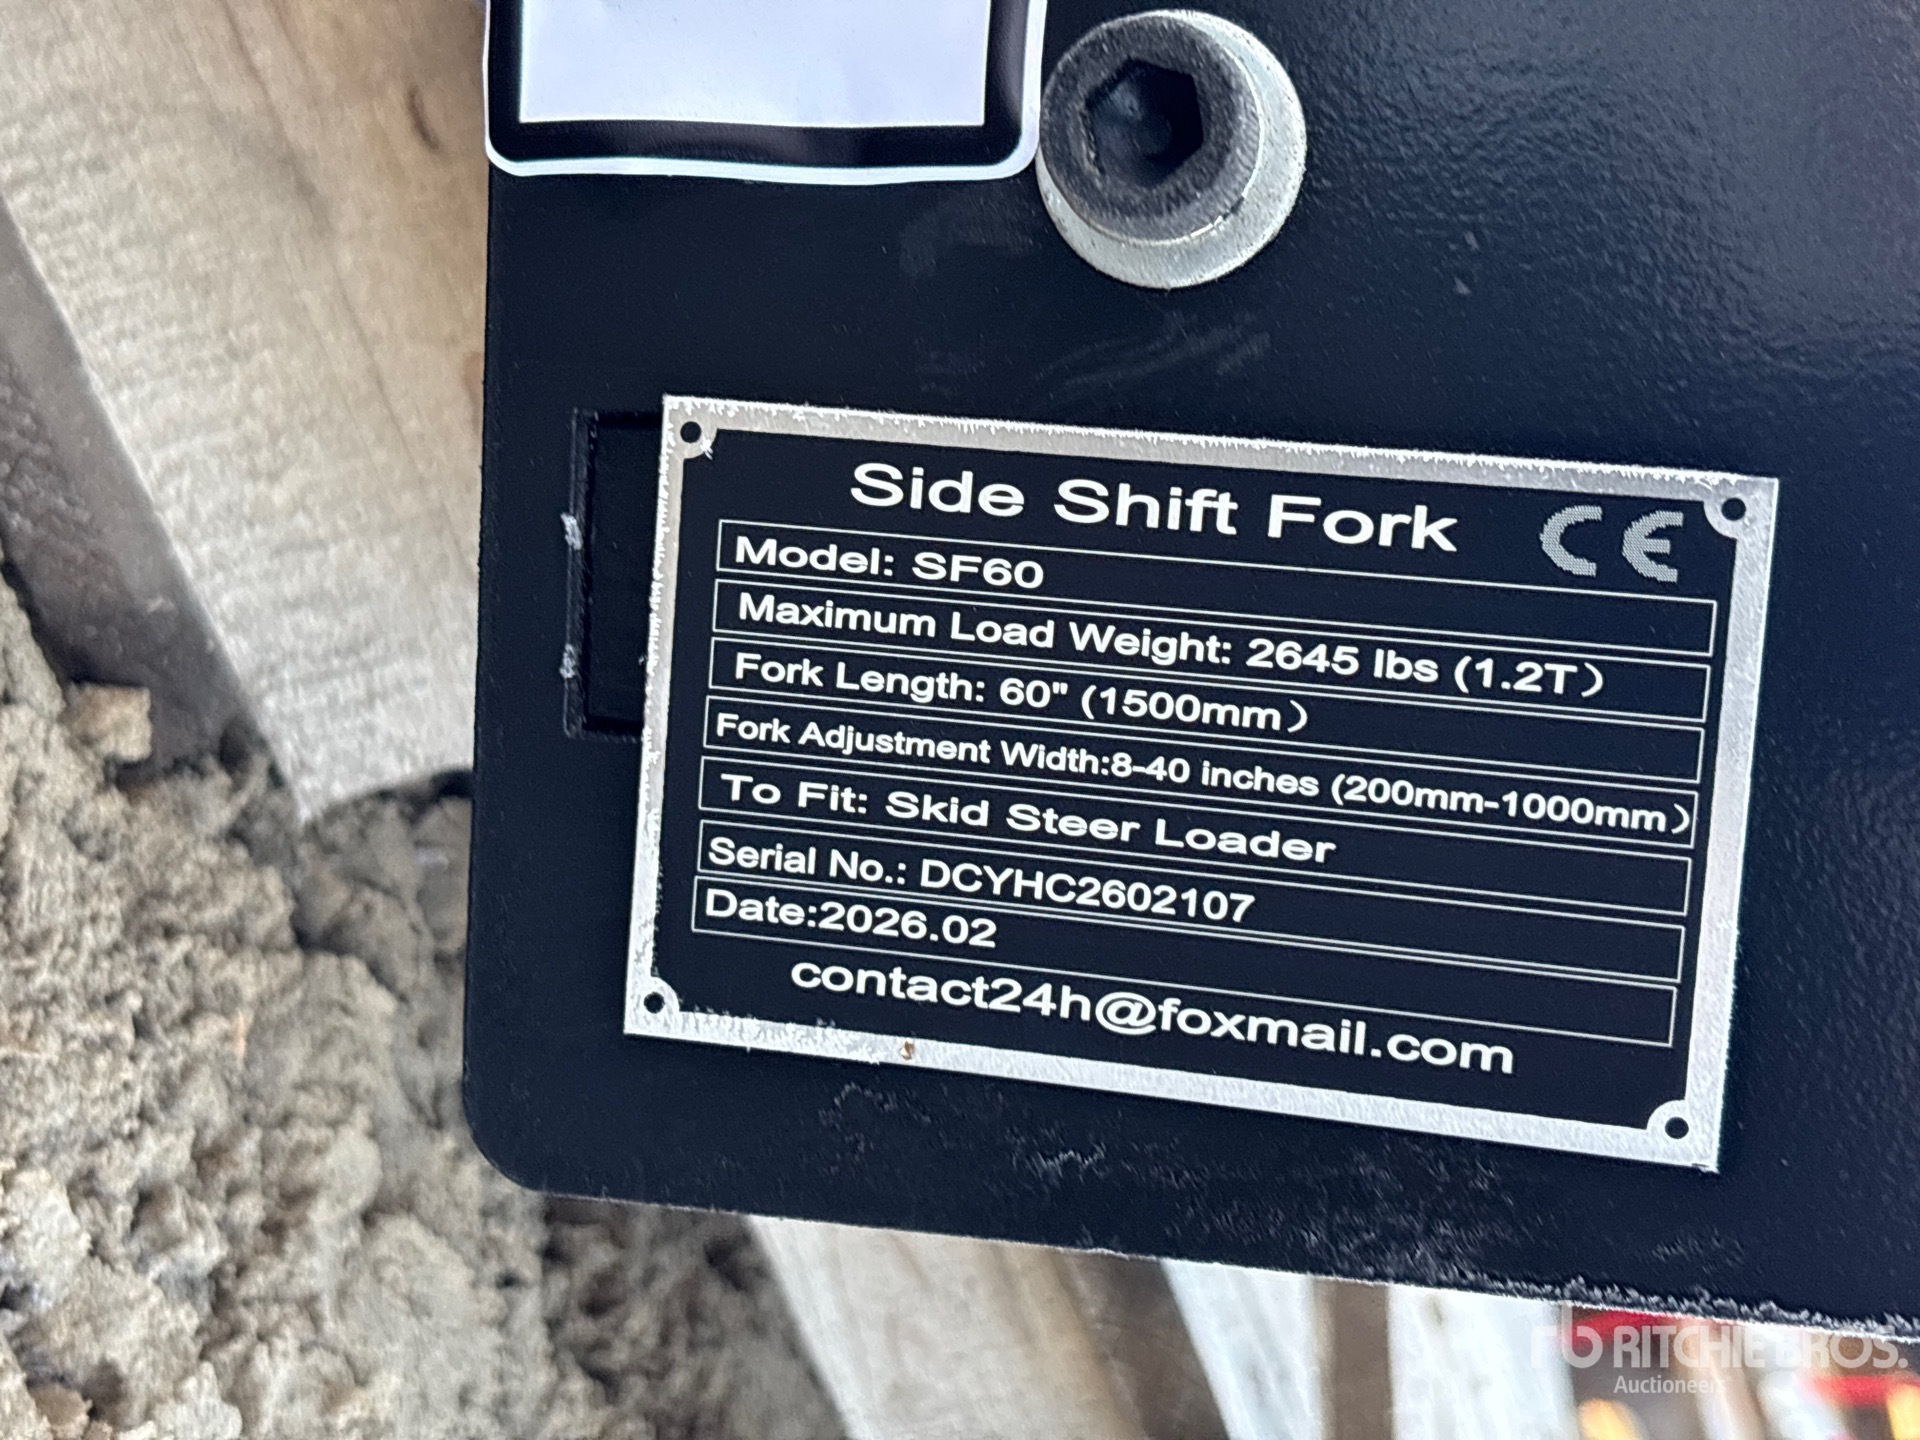 Side Shift Fork CE
Model: SF60
Maximum Load Weight: 2645 lbs (1.2T）
Fork Length: 60" (1500mm）
Fork Adjustment Width:8-40 inches (200mm-1000mm）
To Fit: Skid Steer Loader
Serial No.: DCYHC2602107
Date:2026.02
contact24h@foxmail.com
rb RITCHIE BROS.
Auctioneers